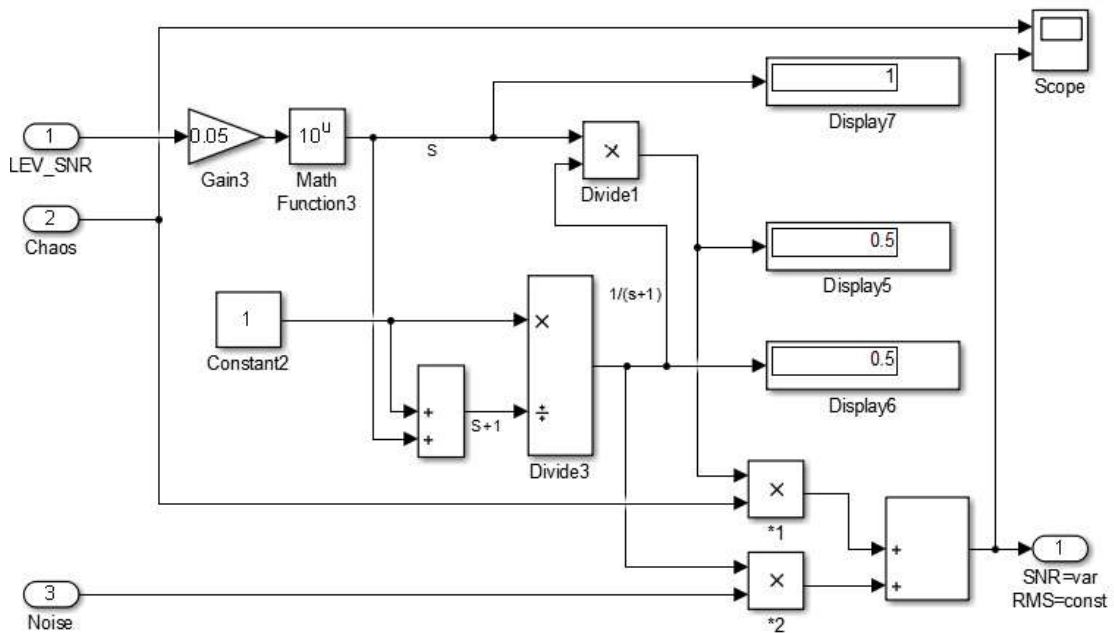 1
Display7
Scope
1
LEV_SNR
0.05
Gain3
10^u
Math
Function3
S
×
Divide1
2
Chaos
0.5
Display5
1
Constant2
1/(s+1)
×
÷
Divide3
0.5
Display6
+
+
S+1
×
*1
×
*2
+
+
1
SNR=var
RMS=const
3
Noise